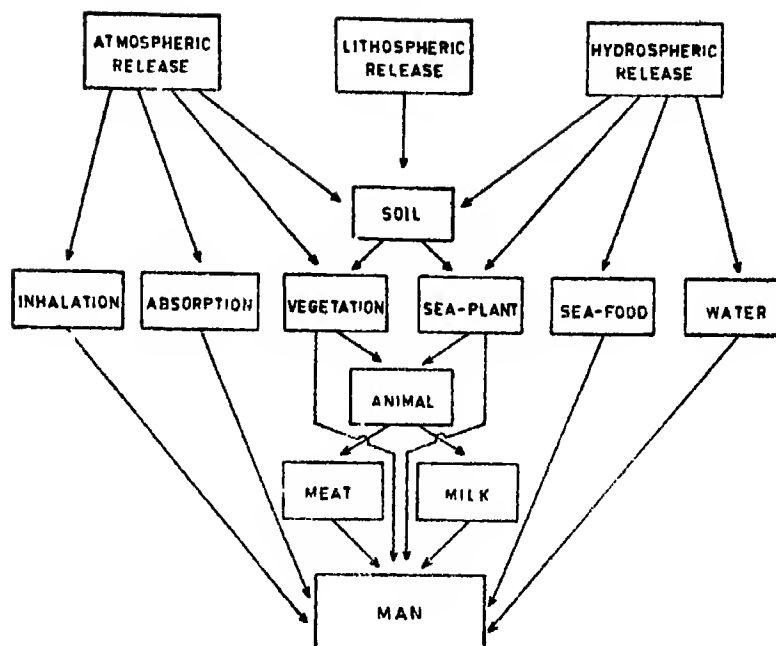 ATMOSPHERIC
RELEASE
LITHOSPHERIC
RELEASE
HYDROSPHERIC
RELEASE
SOIL
INHALATION
ABSORPTION
VEGETATION
SEA-PLANT
SEA-FOOD
WATER
ANIMAL
MEAT
MILK
MAN